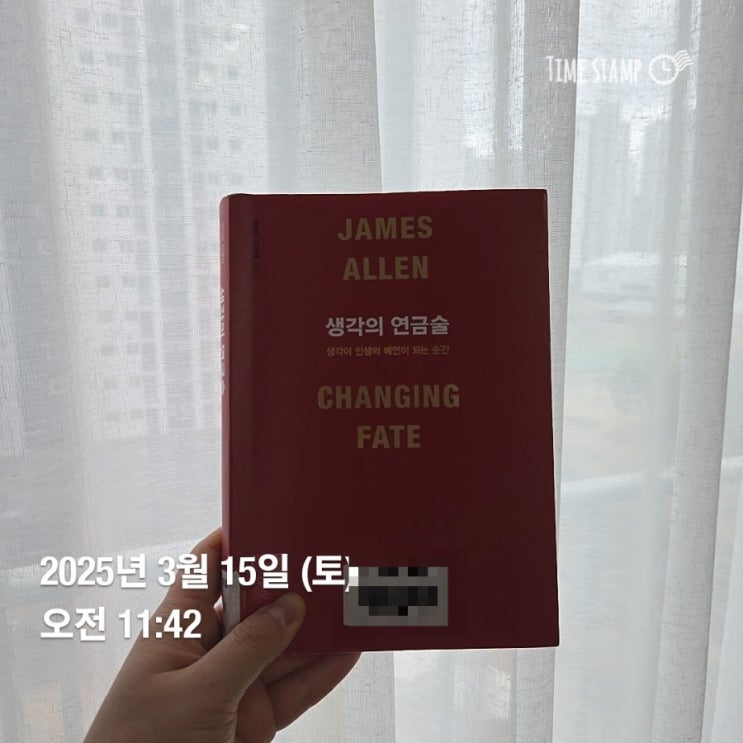 TIME STAMP
JAMES
ALLEN
생각의 연금술
생각이 인생의 예언이 되는 순간
CHANGING
FATE
2025년 3월 15일 (토)
오전 11:42